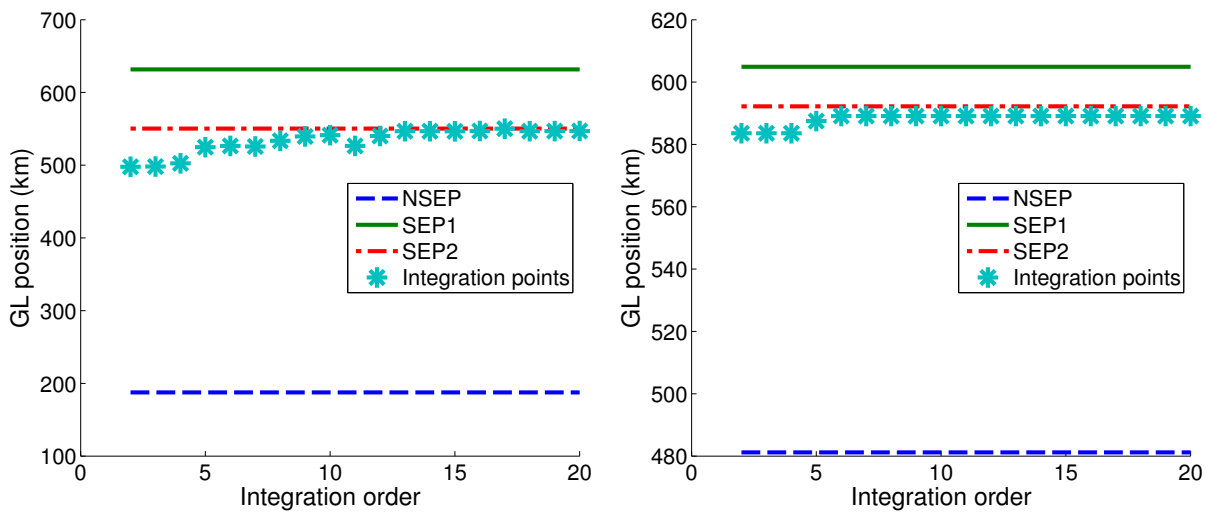 700
600
500
400
300
200
100
0
5
10
15
20
GL position (km)
Integration order
NSEP
SEP1
SEP2
Integration points
620
600
580
560
540
520
500
480
0
5
10
15
20
GL position (km)
Integration order
NSEP
SEP1
SEP2
Integration points